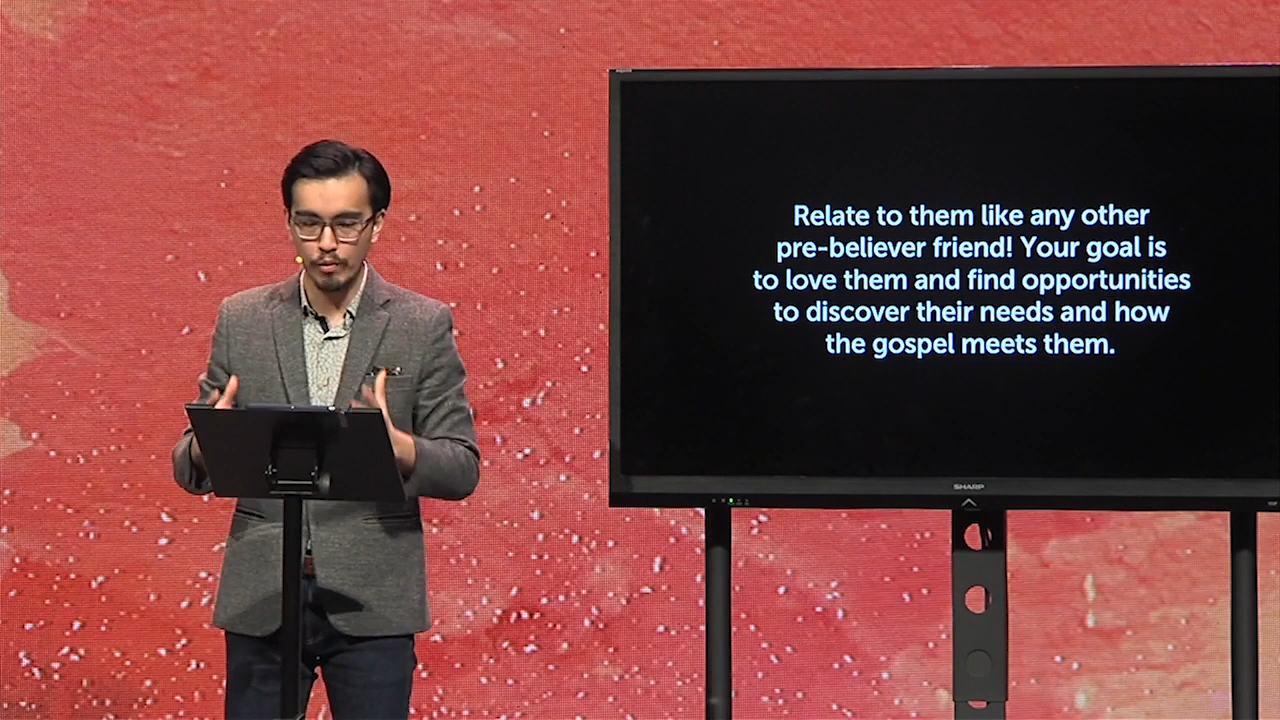 Relate to them like any other
pre-believer friend! Your goal is
to love them and find opportunities
to discover their needs and how
the gospel meets them.
SHARP